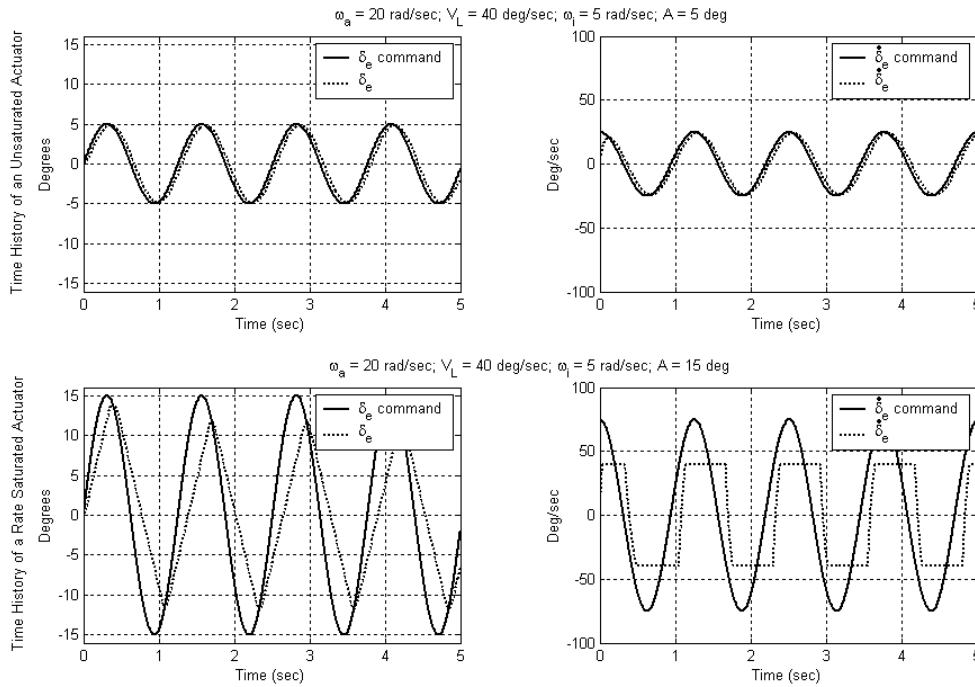 ωₐ = 20 rad/sec; V_L = 40 deg/sec; ω_i = 5 rad/sec; A = 5 deg
Time History of an Unsaturated Actuator
Degrees
15
10
5
0
-5
-10
-15
0 1 2 3 4 5
Time (sec)
δₑ command
δₑ
Deg/sec
100
50
0
-50
-100
0 1 2 3 4 5
Time (sec)
δ̇ₑ command
δ̇ₑ
ωₐ = 20 rad/sec; V_L = 40 deg/sec; ω_i = 5 rad/sec; A = 15 deg
Time History of a Rate Saturated Actuator
Degrees
15
10
5
0
-5
-10
-15
0 1 2 3 4 5
Time (sec)
δₑ command
δₑ
Deg/sec
100
50
0
-50
-100
0 1 2 3 4 5
Time (sec)
δ̇ₑ command
δ̇ₑ